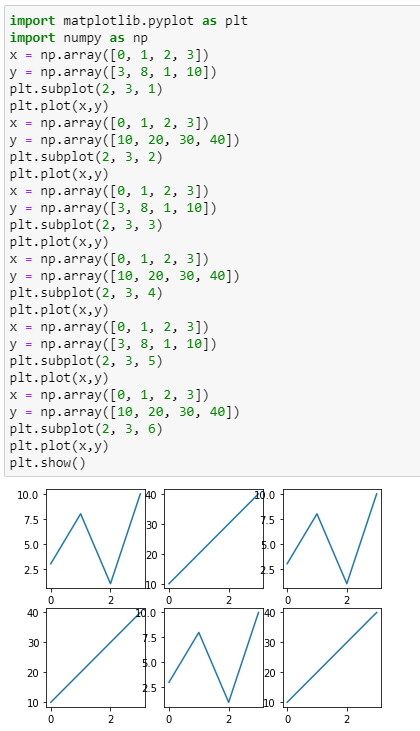 import matplotlib.pyplot as plt
import numpy as np
x = np.array([0, 1, 2, 3])
y = np.array([3, 8, 1, 10])
plt.subplot(2, 3, 1)
plt.plot(x,y)
x = np.array([0, 1, 2, 3])
y = np.array([10, 20, 30, 40])
plt.subplot(2, 3, 2)
plt.plot(x,y)
x = np.array([0, 1, 2, 3])
y = np.array([3, 8, 1, 10])
plt.subplot(2, 3, 3)
plt.plot(x,y)
x = np.array([0, 1, 2, 3])
y = np.array([10, 20, 30, 40])
plt.subplot(2, 3, 4)
plt.plot(x,y)
x = np.array([0, 1, 2, 3])
y = np.array([3, 8, 1, 10])
plt.subplot(2, 3, 5)
plt.plot(x,y)
x = np.array([0, 1, 2, 3])
y = np.array([10, 20, 30, 40])
plt.subplot(2, 3, 6)
plt.plot(x,y)
plt.show()
10.0 40 10.0
7.5 30 7.5
5.0 20 5.0
2.5 10 2.5
0 2 0 2 0 2
40 10.0 40
30 7.5 30
20 5.0 20
10 2.5 10
0 2 0 2 0 2